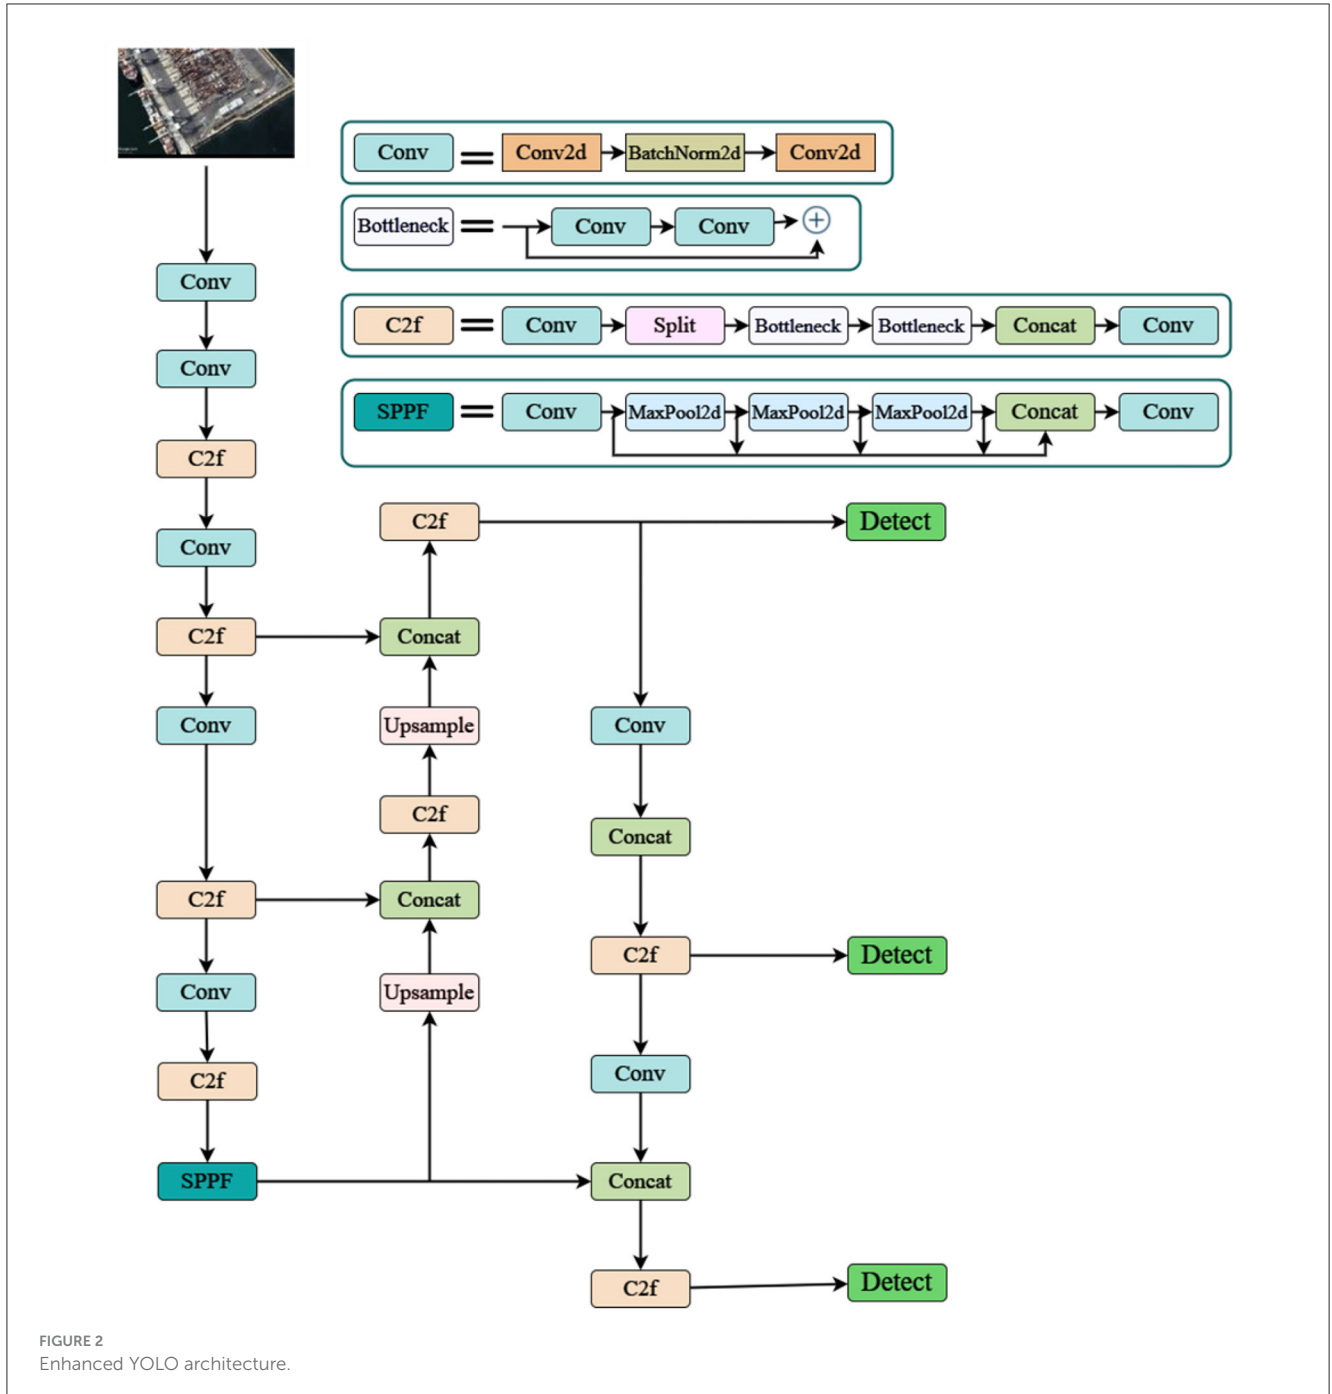 Conv = Conv2d BatchNorm2d Conv2d
Bottleneck = Conv Conv +
C2f = Conv Split Bottleneck Bottleneck Concat Conv
SPPF = Conv MaxPool2d MaxPool2d MaxPool2d Concat Conv
Conv
Conv
C2f
Conv
C2f
Conv
C2f
Conv
C2f
SPPF
C2f
Concat
Upsample
C2f
Concat
Upsample
Conv
Concat
C2f
Conv
Concat
C2f
Detect
Detect
Detect
FIGURE 2
Enhanced YOLO architecture.